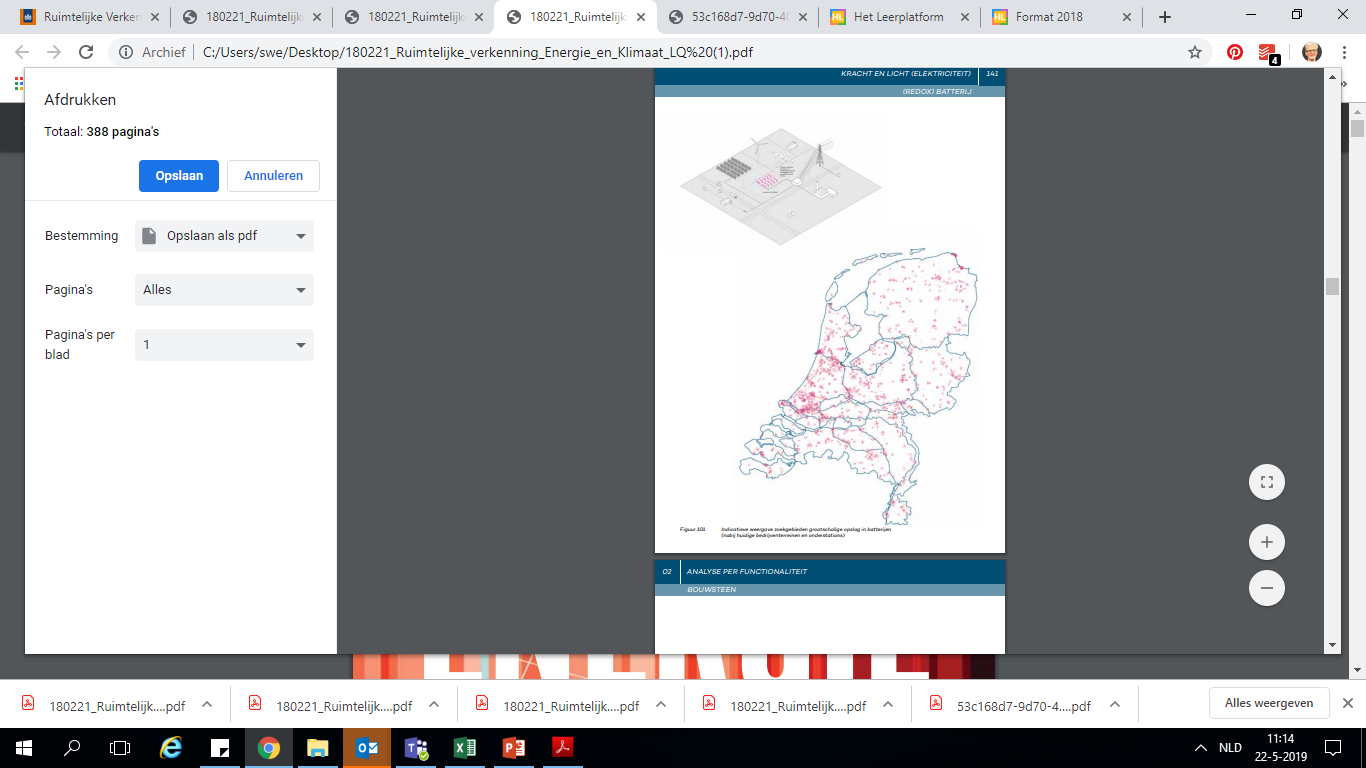 Ruimtelijke Verken
180221_Ruimtelijk
180221_Ruimtelijk
180221_Ruimtelijk
53c168d7-9d70-40
Het Leerplatform
Format 2018
Archief
C:/Users/swe/Desktop/180221_Ruimtelijke_verkenning_Energie_en_Klimaat_LQ%20(1).pdf
4
Afdrukken
Totaal: 388 pagina's
Opslaan
Annuleren
Bestemming
Opslaan als pdf
Pagina's
Alles
Pagina's per
blad
1
KRACHT EN LICHT (ELEKTRICITEIT) 141
(REDOX) BATTERIJ
Figuur 101. Indicatieve weergave zoekgebieden grootschalige opslag in batterijen
(nabij huidige bedrijventerreinen en onderstations)
02 ANALYSE PER FUNCTIONALITEIT
BOUWSTEEN
180221_Ruimtelijk....pdf
180221_Ruimtelijk....pdf
180221_Ruimtelijk....pdf
180221_Ruimtelijk....pdf
53c168d7-9d70-4....pdf
Alles weergeven
NLD
11:14
22-5-2019